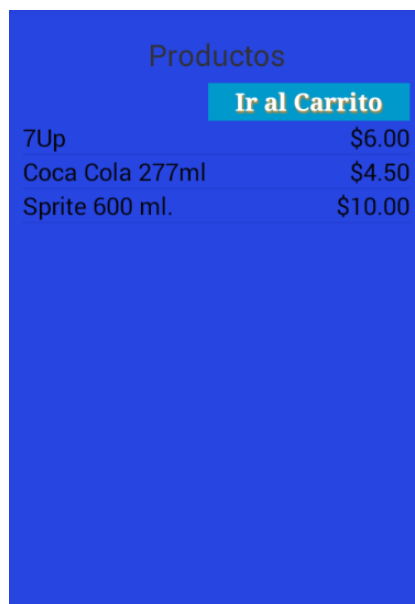 Productos
Ir al Carrito
7Up $6.00
Coca Cola 277ml $4.50
Sprite 600 ml. $10.00